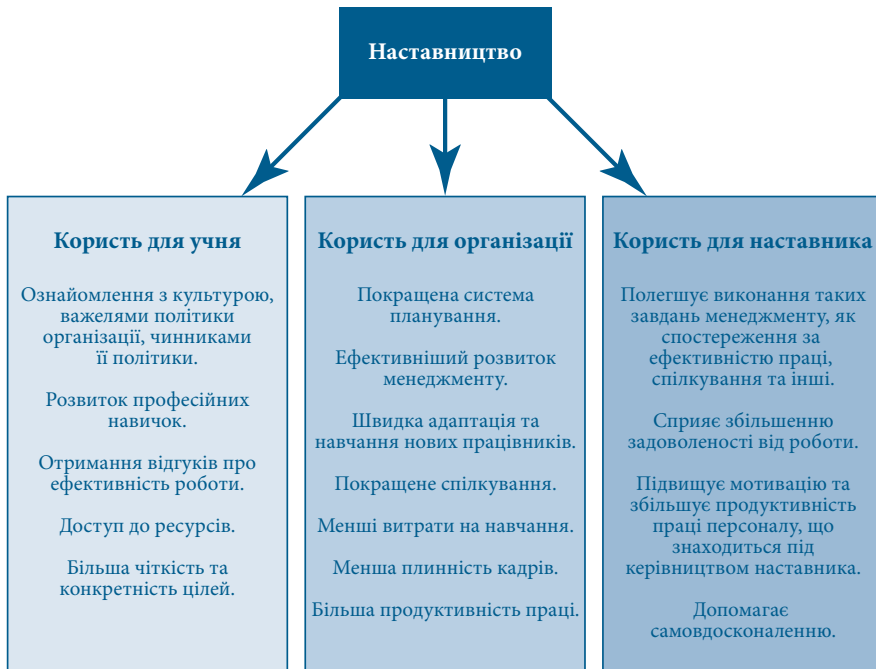 Наставництво
Користь для учня
Ознайомлення з культурою,
важелями політики
організації, чинниками
її політики.
Розвиток професійних
навичок.
Отримання відгуків про
ефективність роботи.
Доступ до ресурсів.
Більша чіткість та
конкретність цілей.
Користь для організації
Покращена система
планування.
Ефективніший розвиток
менеджменту.
Швидка адаптація та
навчання нових працівників.
Покращене спілкування.
Менші витрати на навчання.
Менша плинність кадрів.
Більша продуктивність праці.
Користь для наставника
Полегшує виконання таких
завдань менеджменту, як
спостереження за
ефективністю праці,
спілкування та інші.
Сприяє збільшенню
задоволеності від роботи.
Підвищує мотивацію та
збільшує продуктивність
праці персоналу, що
знаходиться під
керівництвом наставника.
Допомагає
самовдосконаленню.